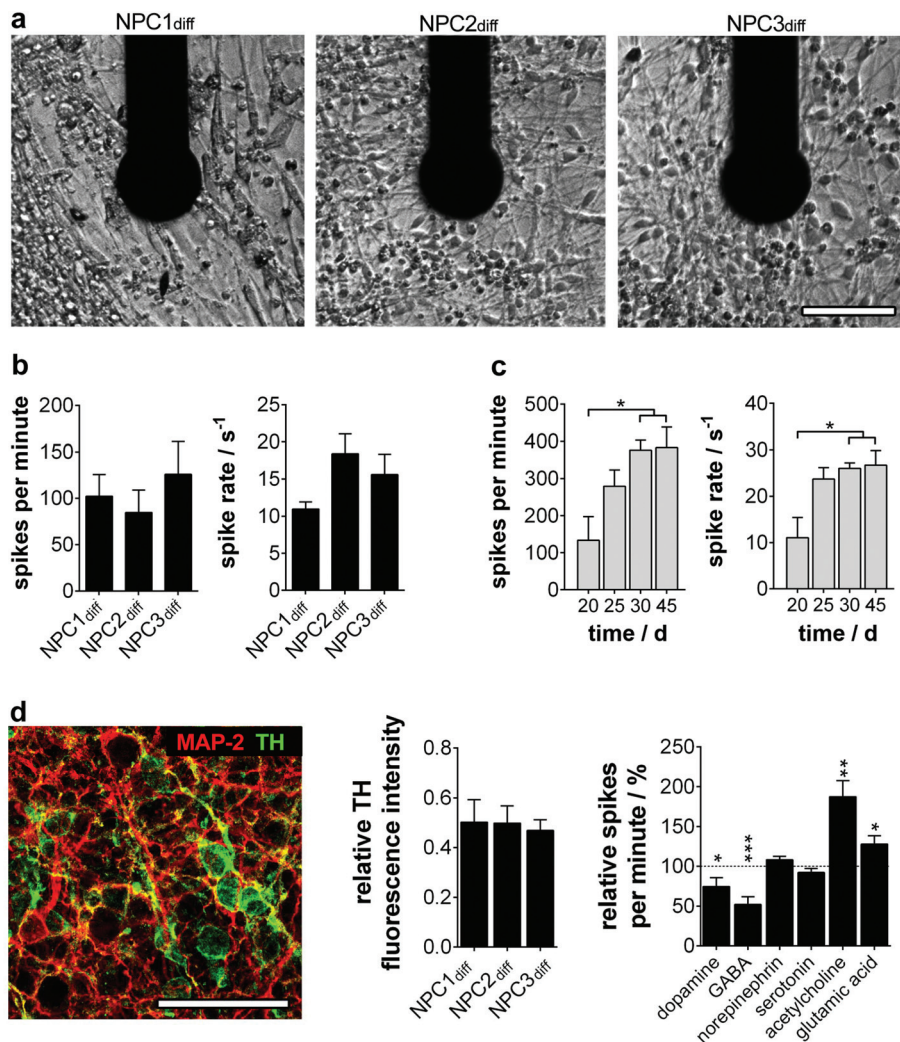 a
NPC1diff
NPC2diff
NPC3diff
b
spikes per minute
150
100
50
0
NPC1diff
NPC2diff
NPC3diff
spike rate / s⁻¹
25
20
15
10
5
0
NPC1diff
NPC2diff
NPC3diff
c
spikes per minute
500
400
300
200
100
0
*
20 25 30 45
time / d
spike rate / s⁻¹
40
30
20
10
0
*
20 25 30 45
time / d
d
MAP-2 TH
relative TH
fluorescence intensity
0.8
0.6
0.4
0.2
0.0
NPC1diff
NPC2diff
NPC3diff
relative spikes
per minute / %
250
200
150
100
50
0
*
***
**
*
dopamine
GABA
norepinephrin
serotonin
acetylcholine
glutamic acid